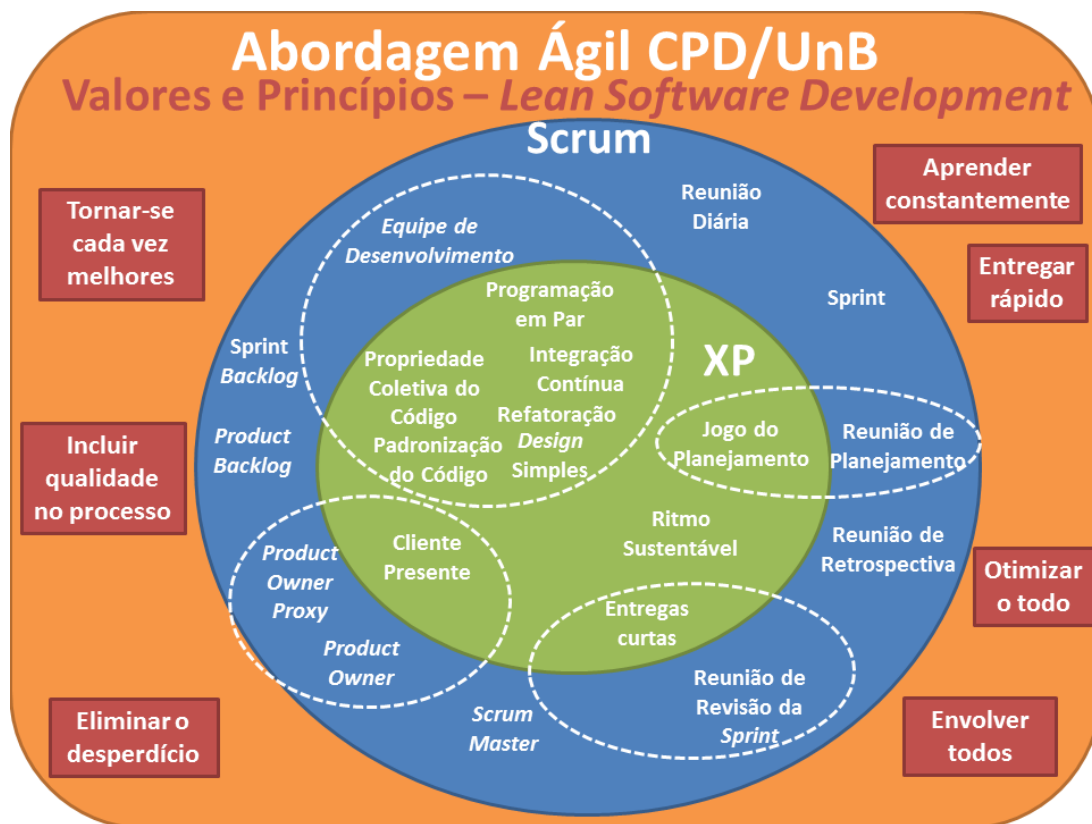 Abordagem Ágil CPD/UnB
Valores e Princípios – Lean Software Development
Scrum
Tornar-se
cada vez
melhores
Incluir
qualidade
no processo
Eliminar o
desperdício
Aprender
constantemente
Entregar
rápido
Otimizar
o todo
Envolver
todos
Reunião
Diária
Sprint
Equipe de
Desenvolvimento
Sprint
Backlog
Product
Backlog
XP
Programação
em Par
Propriedade
Coletiva do
Código
Integração
Contínua
Refatoração
Padronização
do Código
Design
Simples
Jogo do
Planejamento
Reunião de
Planejamento
Ritmo
Sustentável
Reunião de
Retrospectiva
Cliente
Presente
Product
Owner
Proxy
Product
Owner
Scrum
Master
Entregas
curtas
Reunião de
Revisão da
Sprint